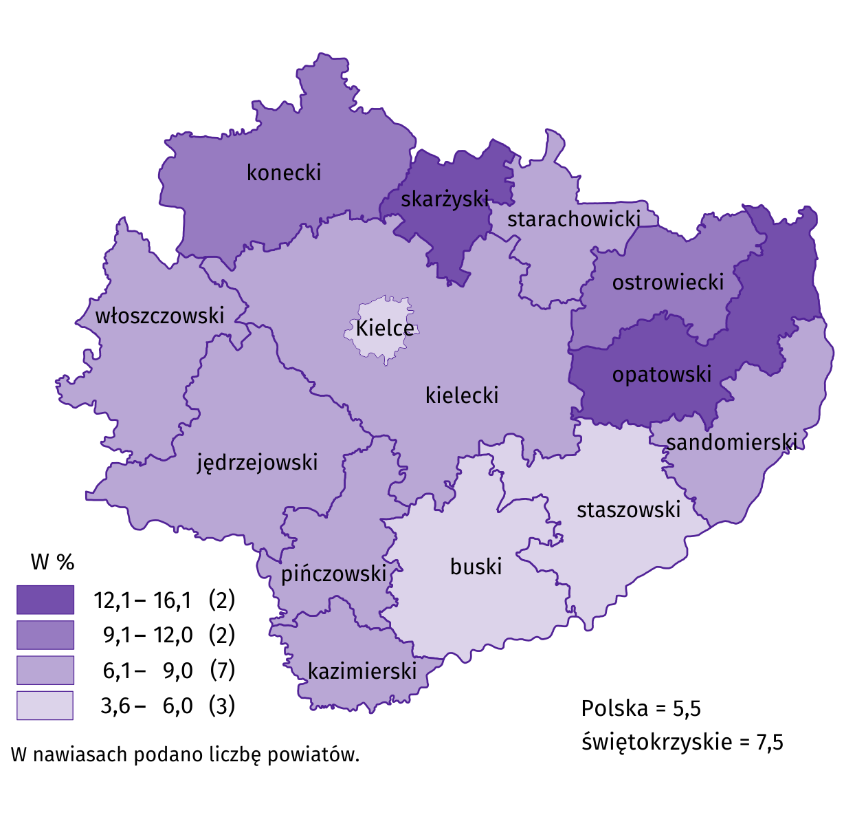 konecki
skarżyski
starachowicki
ostrowiecki
włoszczowski
Kielce
opatowski
kielecki
sandomierski
jędrzejowski
staszowski
buski
pińczowski
kazimierski
W %
12,1– 16,1 (2)
9,1– 12,0 (2)
6,1– 9,0 (7)
3,6– 6,0 (3)
Polska = 5,5
świętokrzyskie = 7,5
W nawiasach podano liczbę powiatów.